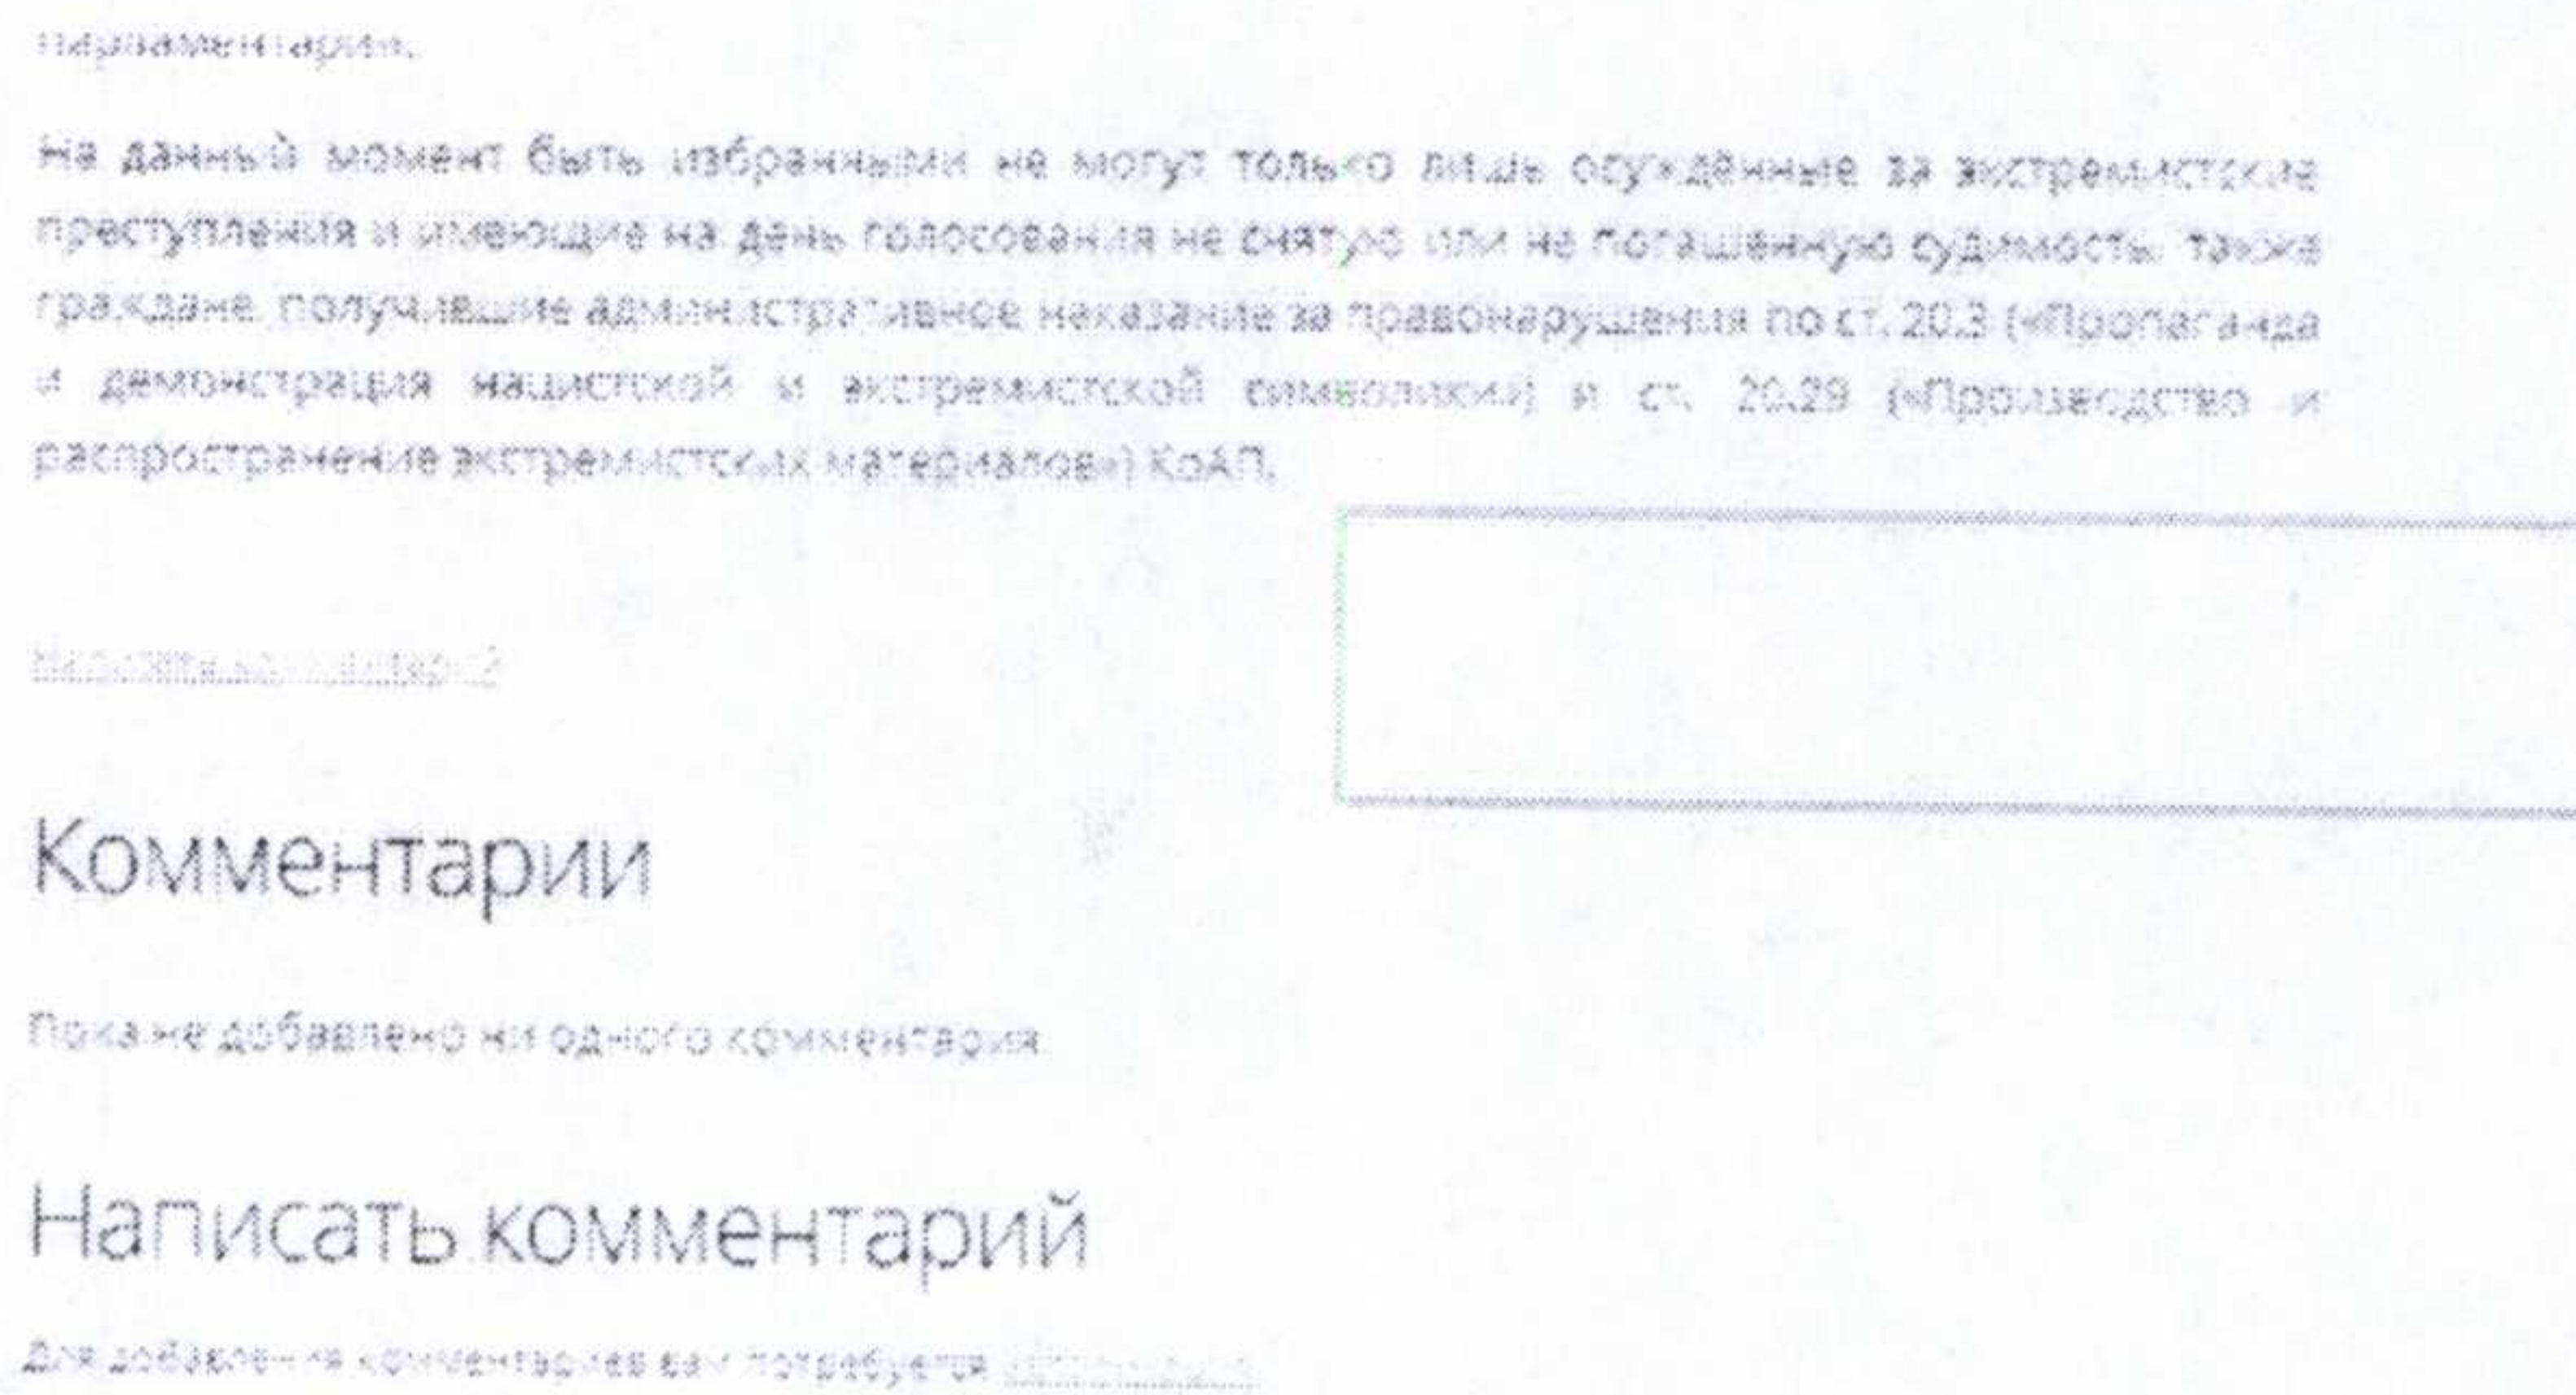 парламентарии.
На данный момент быть избранными не могут только лишь осуждённые за экстремистские
преступления и имеющие на день голосования не снятую или не погашенную судимость, также
граждане, получившие административное наказание за правонарушения по ст. 20.3 («Пропаганда
и демонстрация нацистской и экстремистской символики») и ст. 20.29 («Производство и
распространение экстремистских материалов») КоАП.
Комментарии
Пока не добавлено ни одного комментария
Написать комментарий
Для добавления комментариев вам потребуется